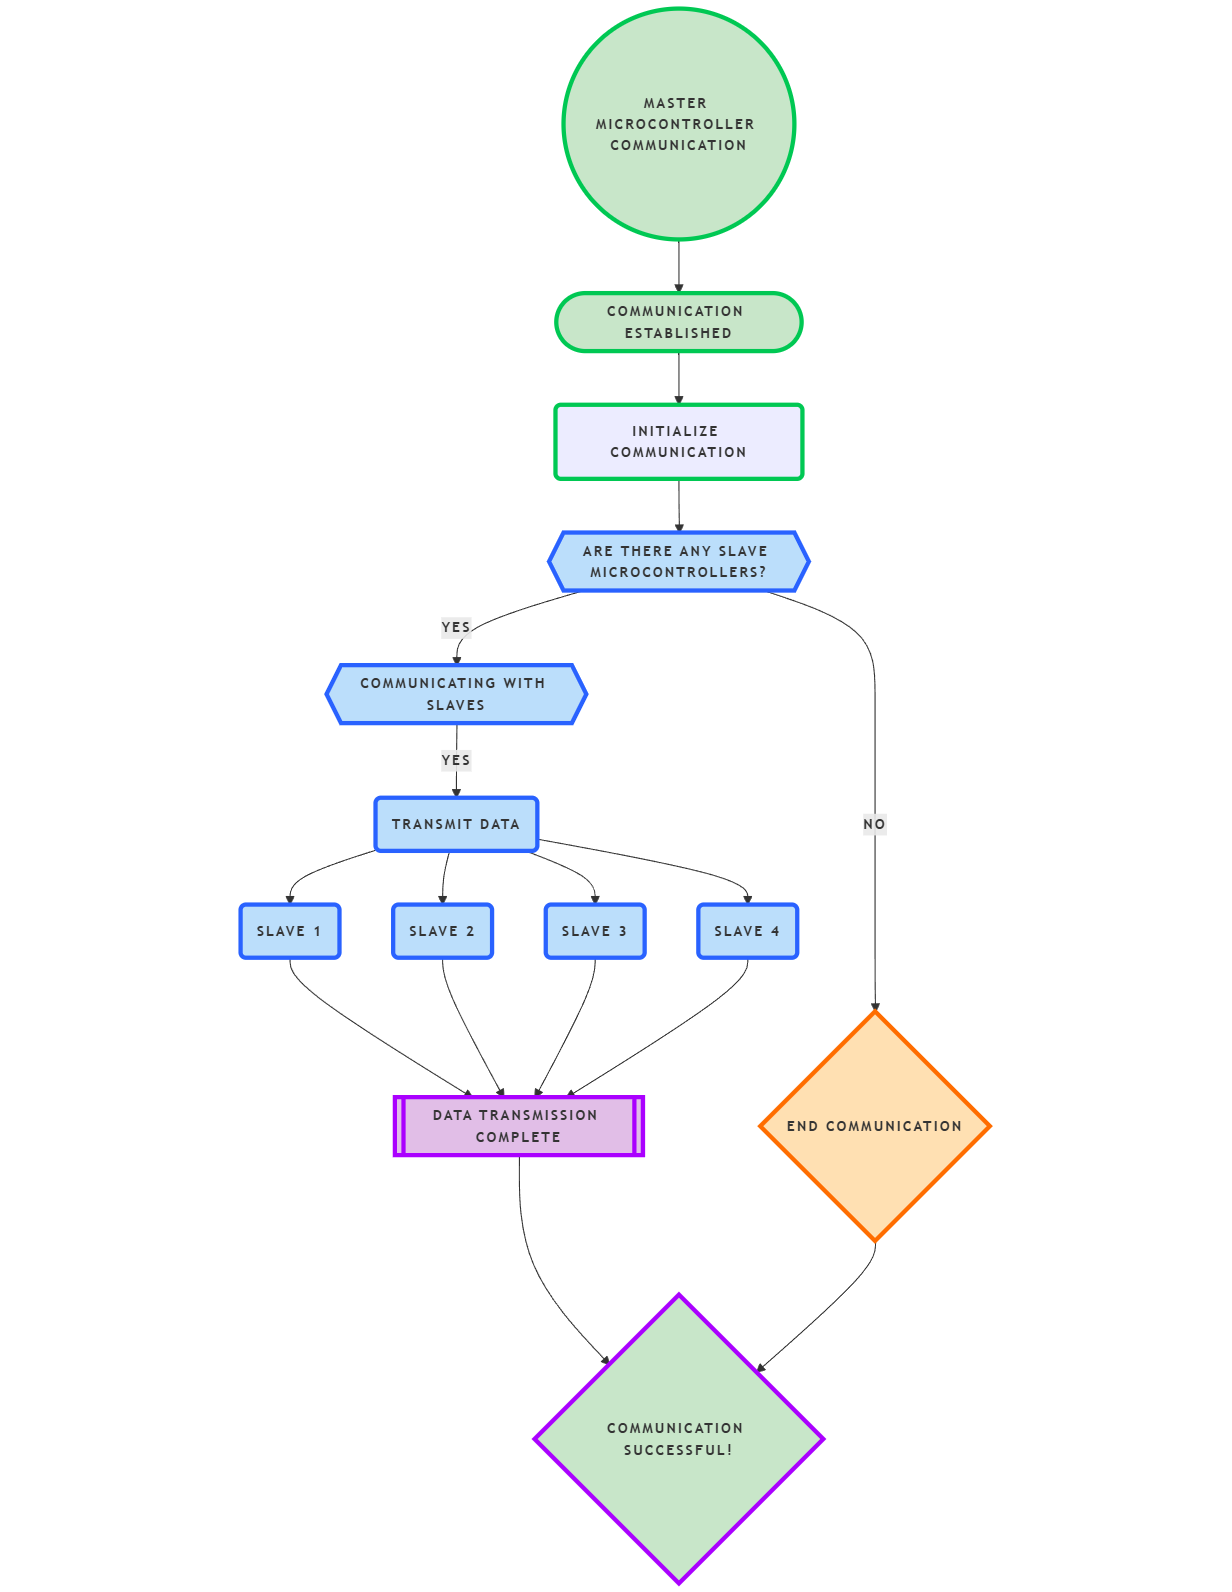 MASTER
MICROCONTROLLER
COMMUNICATION
COMMUNICATION
ESTABLISHED
INITIALIZE
COMMUNICATION
ARE THERE ANY SLAVE
MICROCONTROLLERS?
YES
COMMUNICATING WITH
SLAVES
YES
TRANSMIT DATA
NO
SLAVE 1
SLAVE 2
SLAVE 3
SLAVE 4
DATA TRANSMISSION
COMPLETE
END COMMUNICATION
COMMUNICATION
SUCCESSFUL!